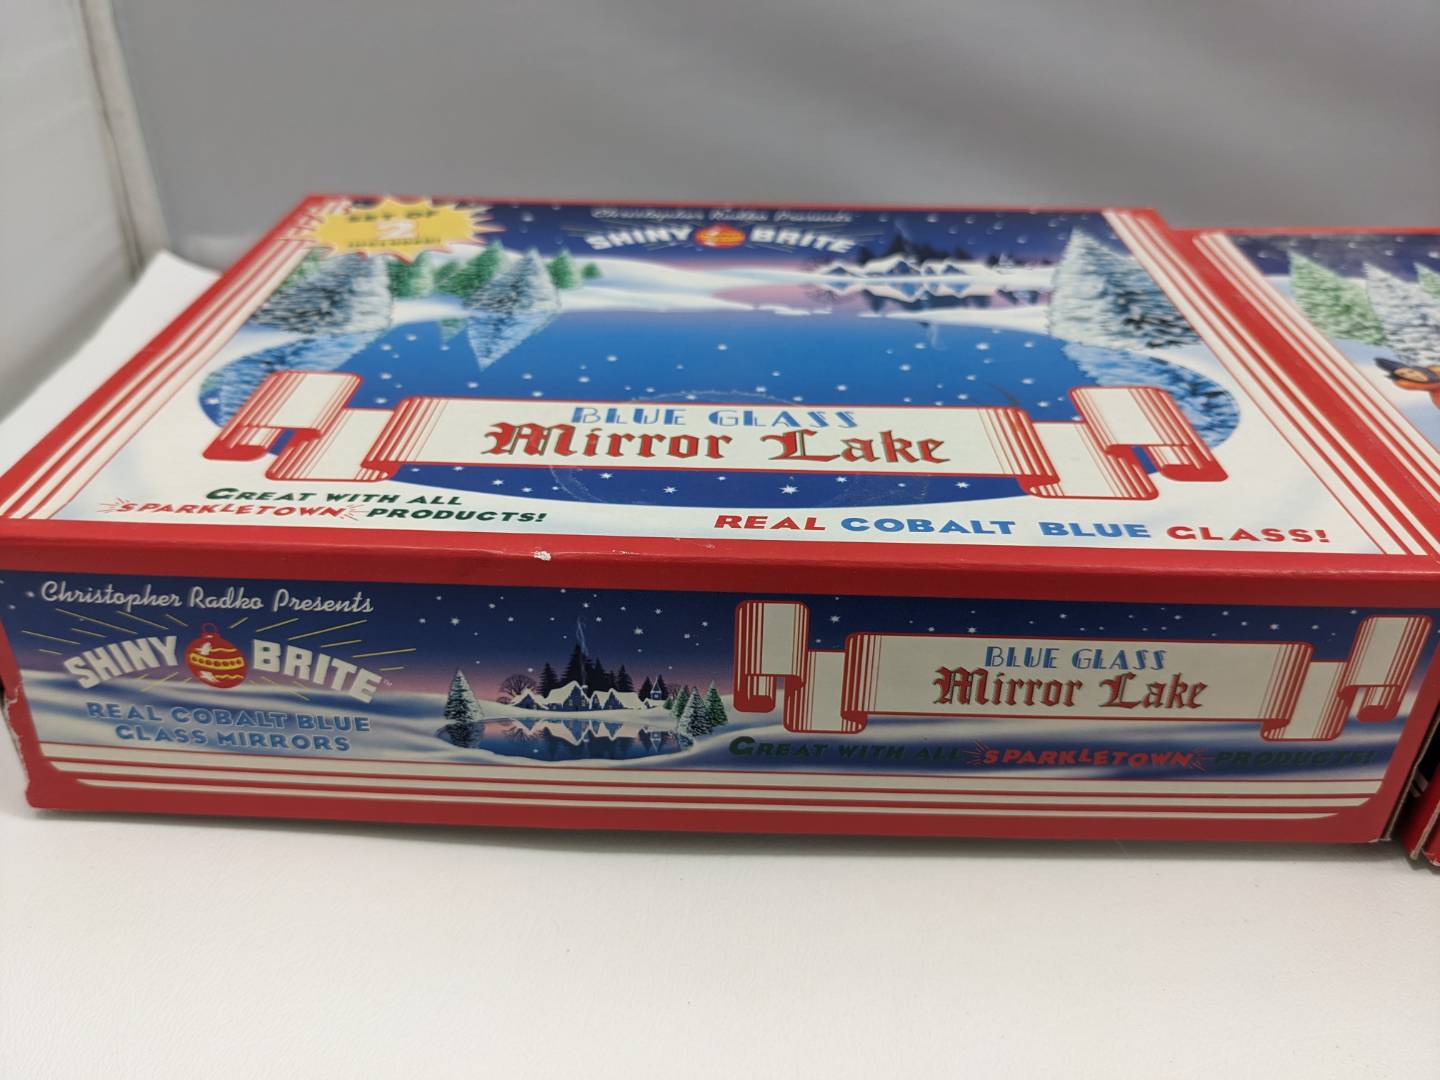 SET OF
2
INCLUDED!
Christopher Radko Presents
SHINY BRITE
BLUE GLASS
Mirror Lake
GREAT WITH ALL
SPARKLETOWN PRODUCTS!
REAL COBALT BLUE GLASS!
Christopher Radko Presents
SHINY BRITE™
REAL COBALT BLUE
GLASS MIRRORS
BLUE GLASS
Mirror Lake
GREAT WITH ALL SPARKLETOWN PRODUCTS!